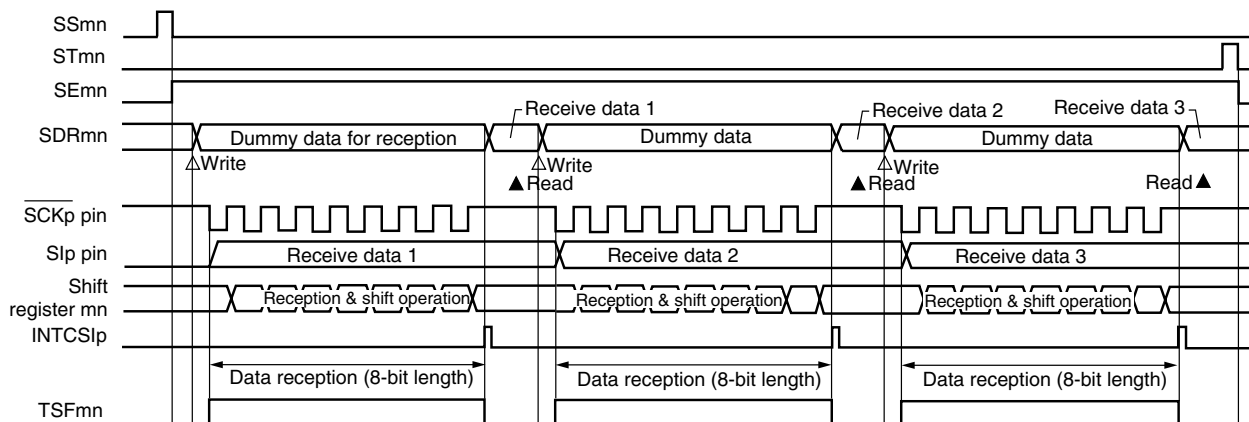 SSmn
STmn
SEmn
Receive data 1
Receive data 2
Receive data 3
SDRmn
Dummy data for reception
Dummy data
Dummy data
△Write
△Write
△Write
▲Read
▲Read
Read▲
SCKp pin
SIp pin
Receive data 1
Receive data 2
Receive data 3
Shift
register mn
Reception & shift operation
Reception & shift operation
Reception & shift operation
INTCSIp
Data reception (8-bit length)
Data reception (8-bit length)
Data reception (8-bit length)
TSFmn